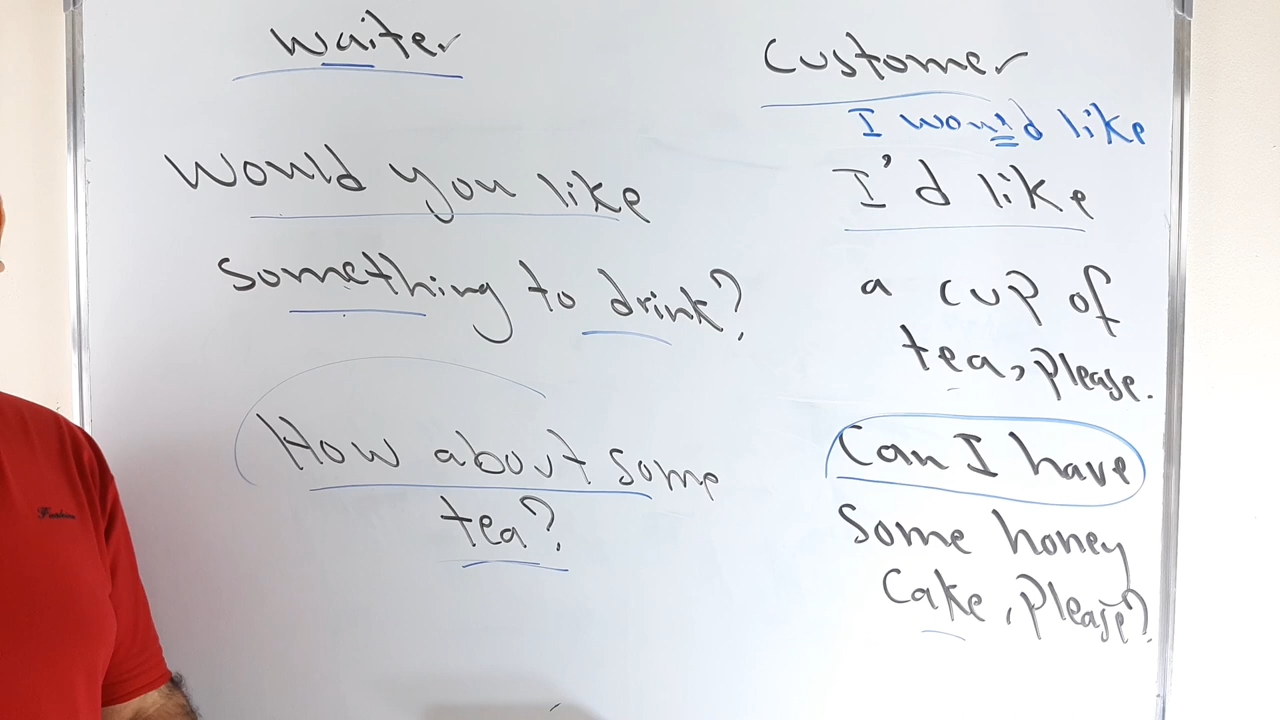 Waiter
Would you like
something to drink?
How about some
tea?
Customer
I would like
I'd like
a cup of
tea, please.
Can I have
Some honey
Cake, please?